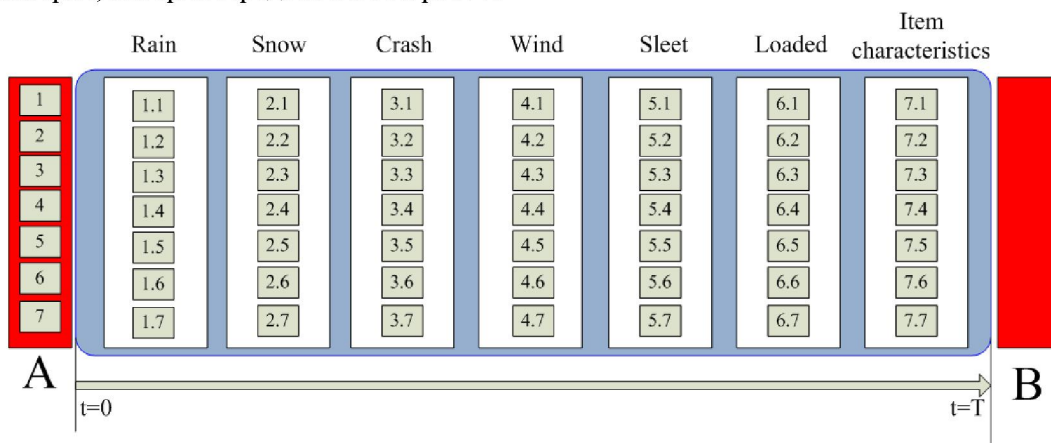 Item
Rain Snow Crash Wind Sleet Loaded characteristics
1 1.1 2.1 3.1 4.1 5.1 6.1 7.1
2 1.2 2.2 3.2 4.2 5.2 6.2 7.2
3 1.3 2.3 3.3 4.3 5.3 6.3 7.3
4 1.4 2.4 3.4 4.4 5.4 6.4 7.4
5 1.5 2.5 3.5 4.5 5.5 6.5 7.5
6 1.6 2.6 3.6 4.6 5.6 6.6 7.6
7 1.7 2.7 3.7 4.7 5.7 6.7 7.7
A B
t=0 t=T